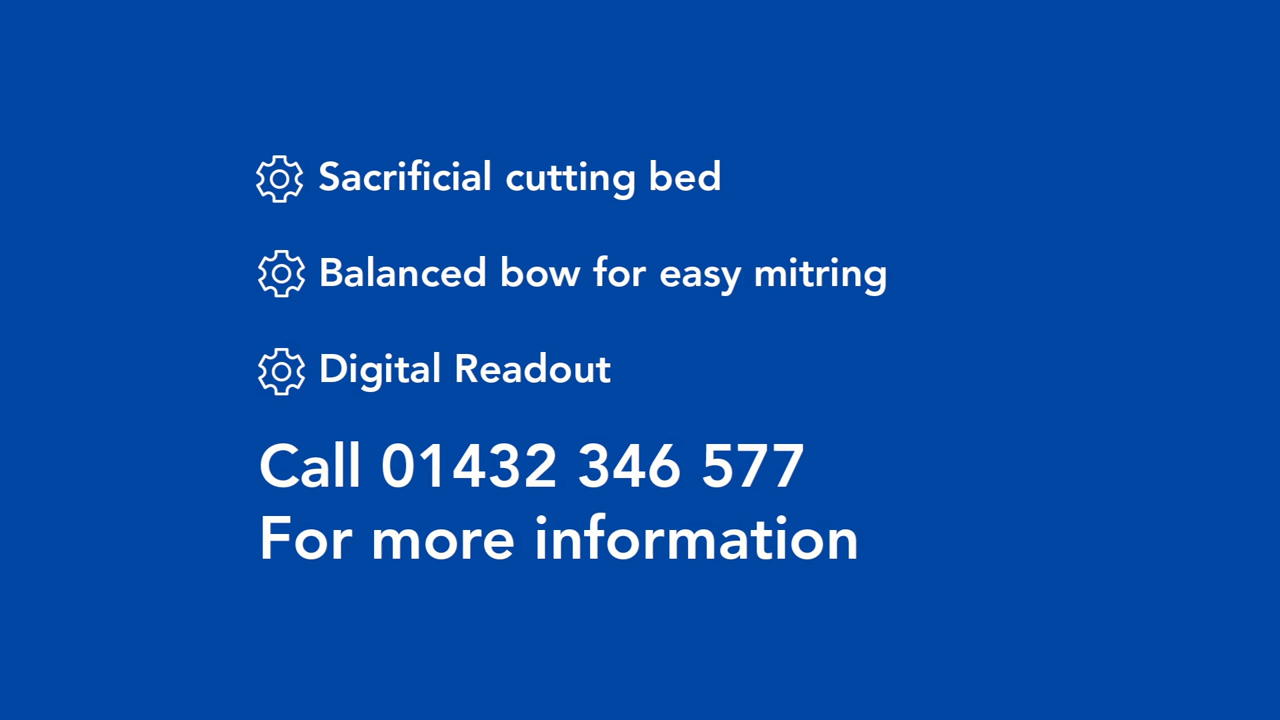 Sacrificial cutting bed
Balanced bow for easy mitring
Digital Readout
Call 01432 346 577
For more information